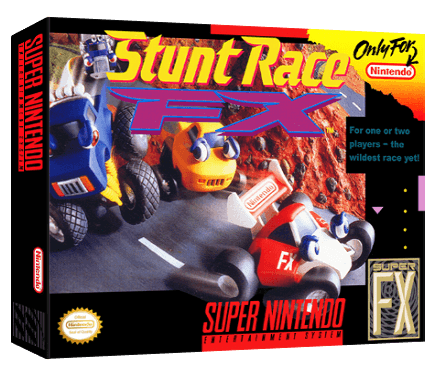 SUPER NINTENDO
Nintendo
Stunt Race
FX
TM
Only For
Nintendo
For one or two
players – the
wildest race yet!
Nintendo
FX
SUPER NINTENDO
ENTERTAINMENT SYSTEM
SUPER
FX